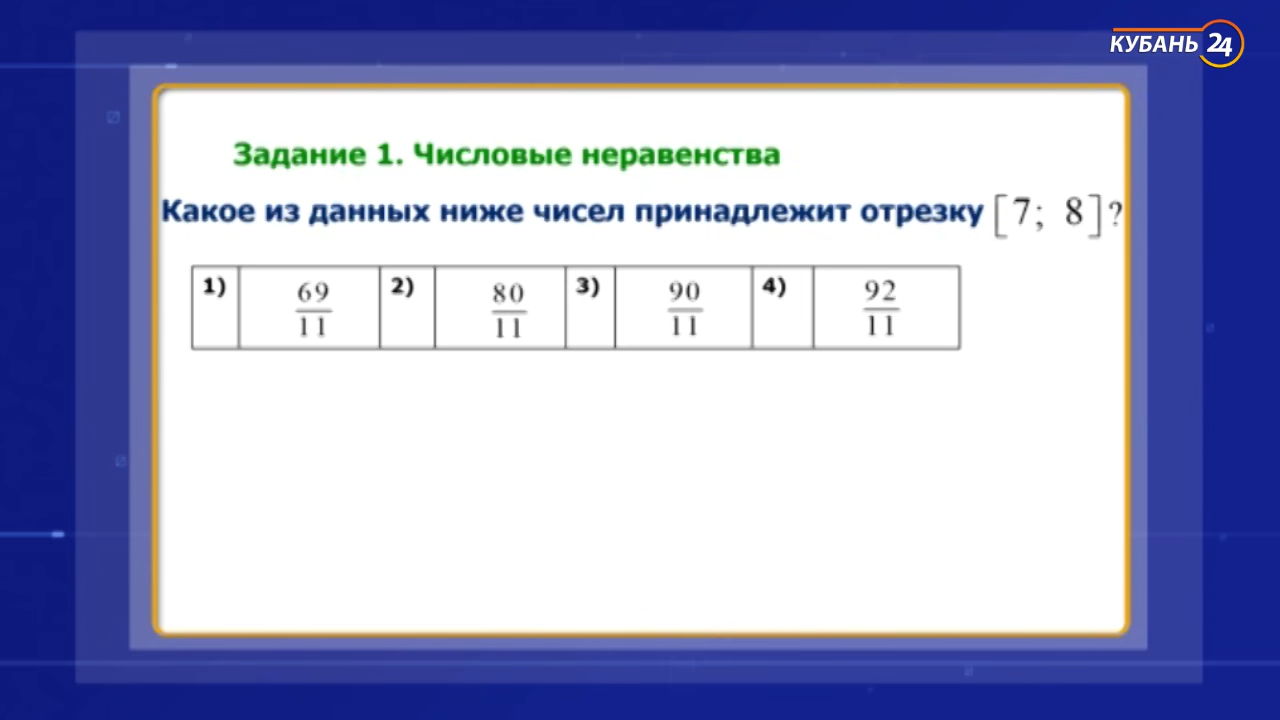 КУБАНЬ 24
Задание 1. Числовые неравенства
Какое из данных ниже чисел принадлежит отрезку [7; 8]?
1) 69/11 2) 80/11 3) 90/11 4) 92/11